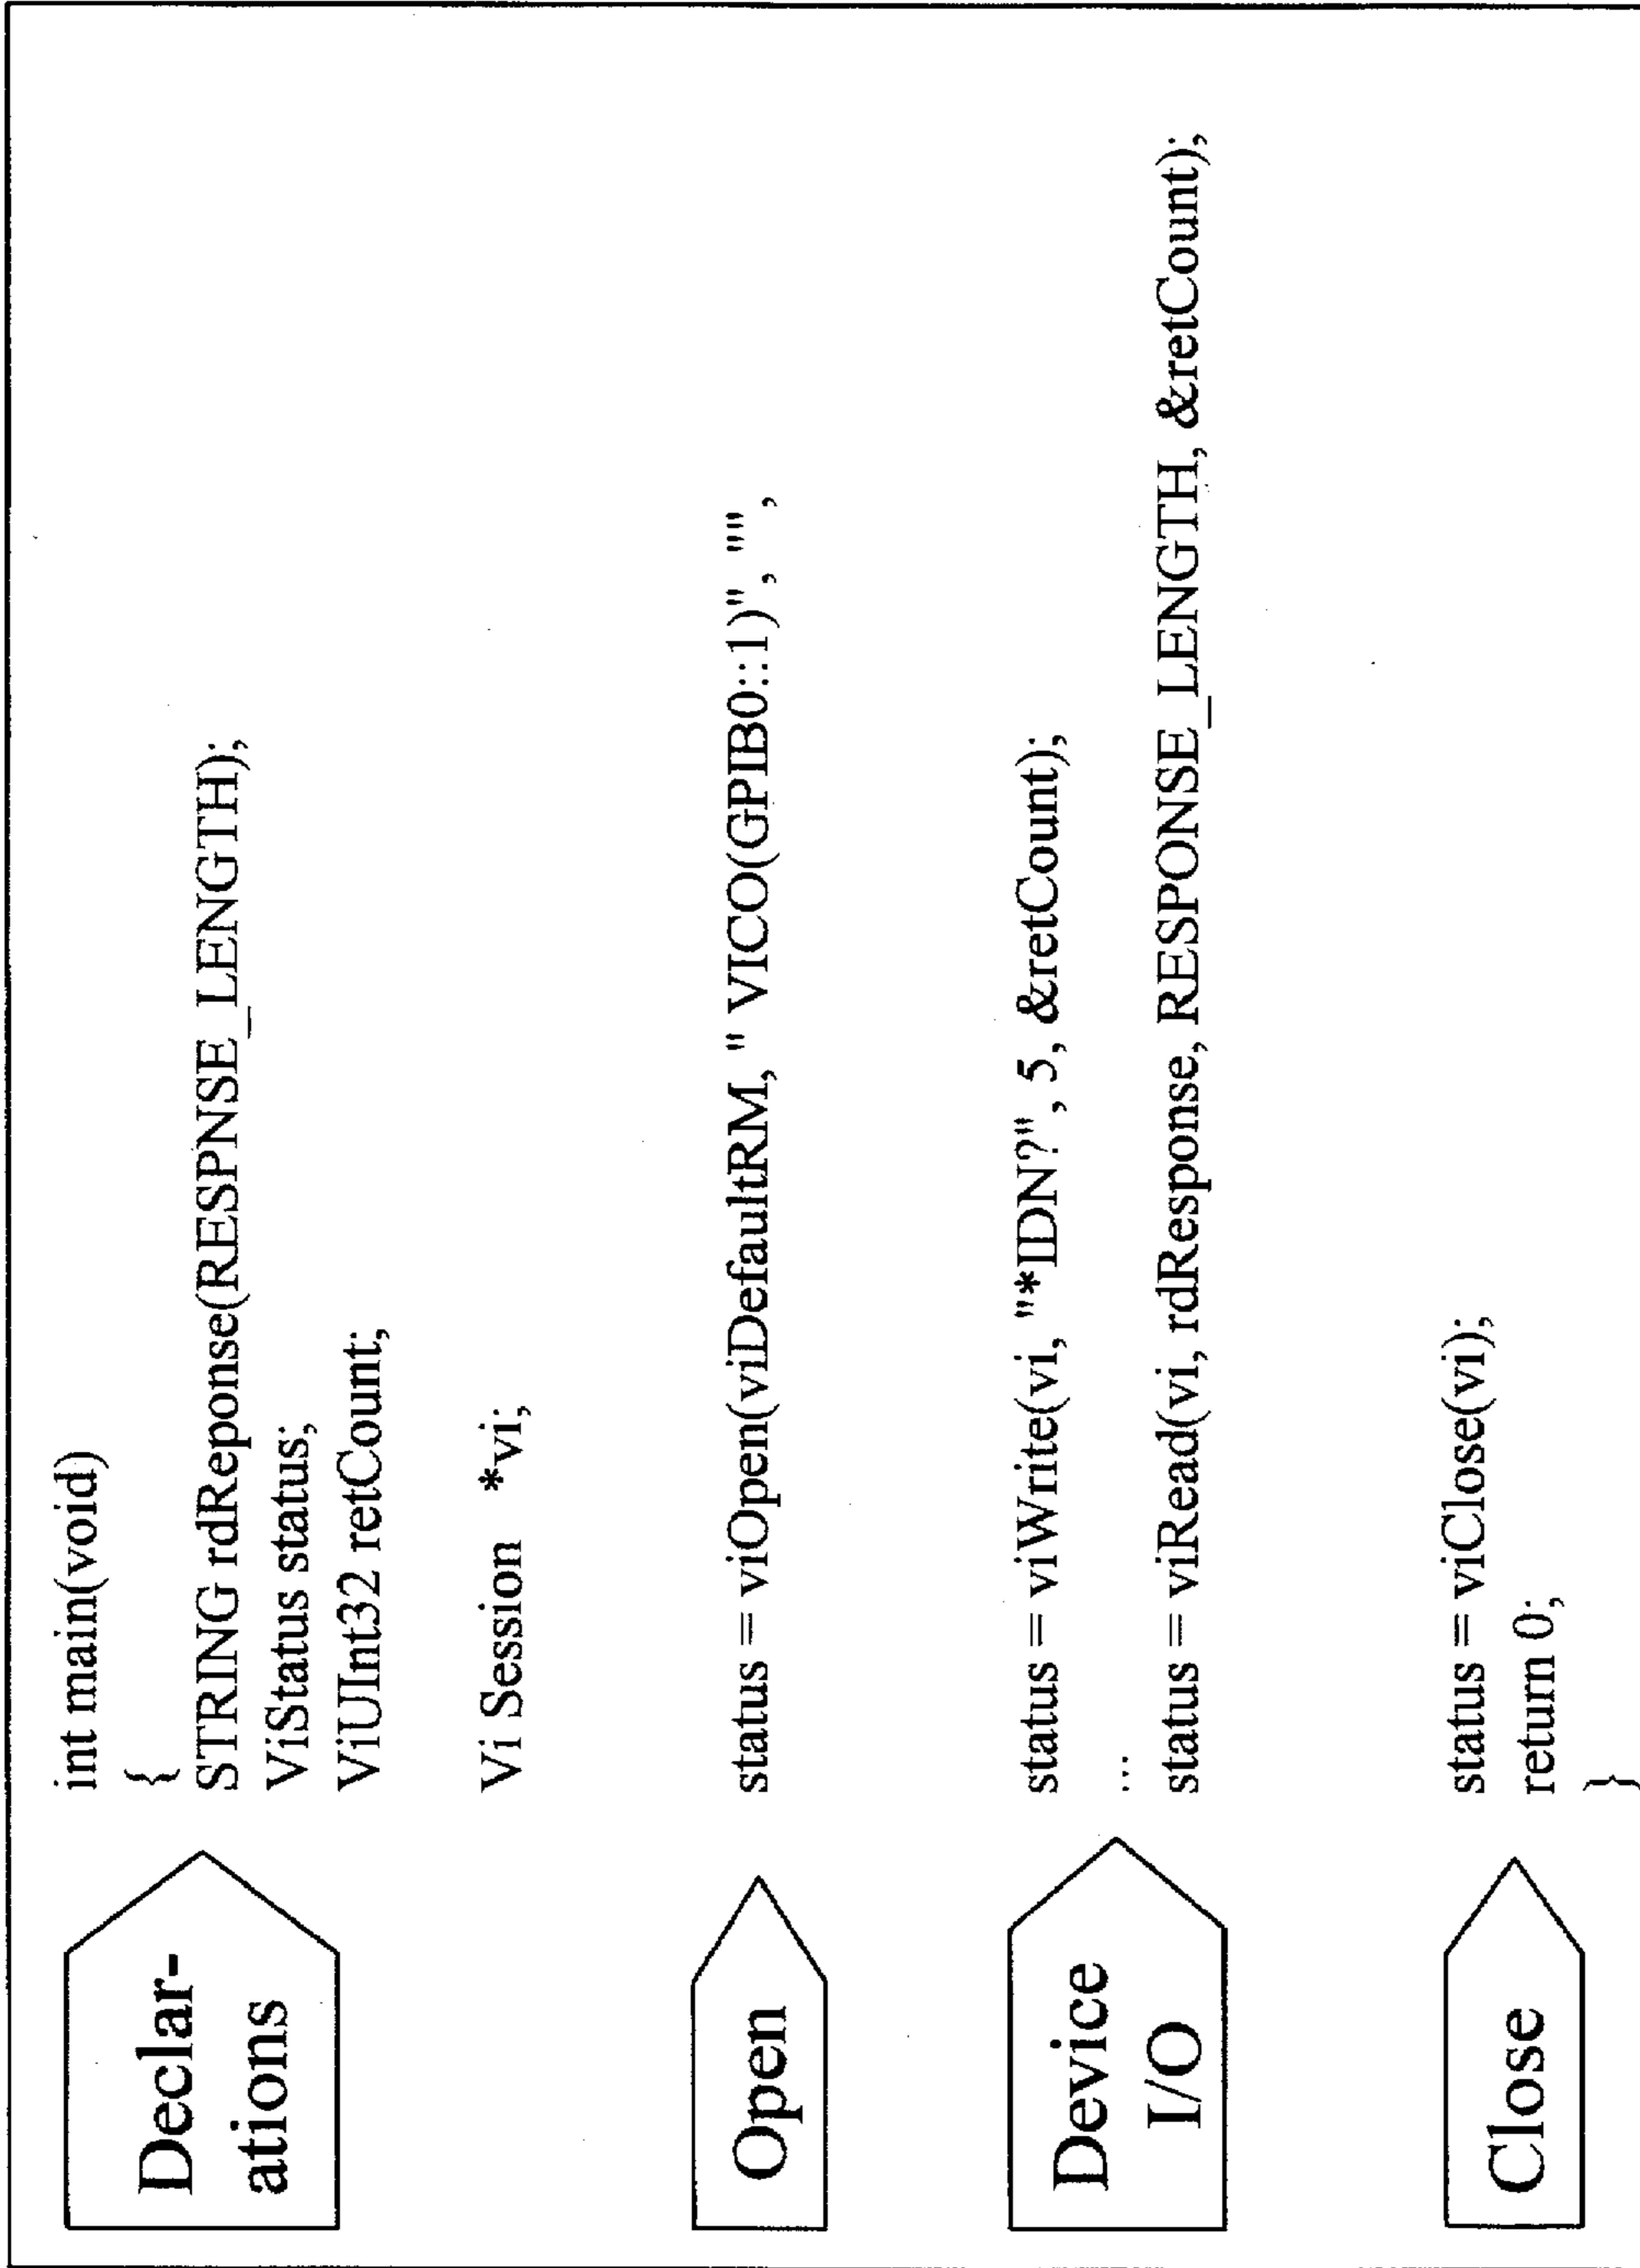 Declar-
ations
int main(void)
{
STRING rdReponse(RESPNSE_LENGTH);
ViStatus status;
ViUInt32 retCount;
Vi Session *vi;
Open
status = viOpen(viDefaultRM, " VICO(GPIB0::1)", "" ,
Device
I/O
status = viWrite(vi, "*IDN?", 5, &retCount);
...
status = viRead(vi, rdResponse, RESPONSE_LENGTH, &retCount);
Close
status = viClose(vi);
return 0;
}